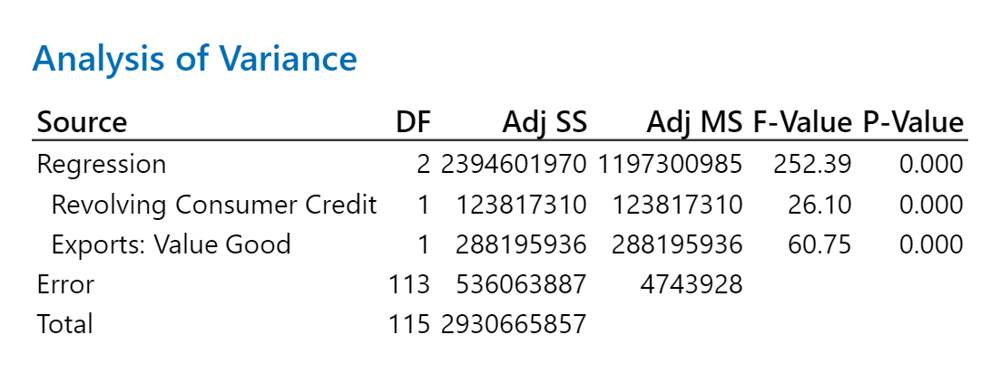 Analysis of Variance
Source DF Adj SS Adj MS F-Value P-Value
Regression 2 2394601970 1197300985 252.39 0.000
Revolving Consumer Credit 1 123817310 123817310 26.10 0.000
Exports: Value Good 1 288195936 288195936 60.75 0.000
Error 113 536063887 4743928
Total 115 2930665857